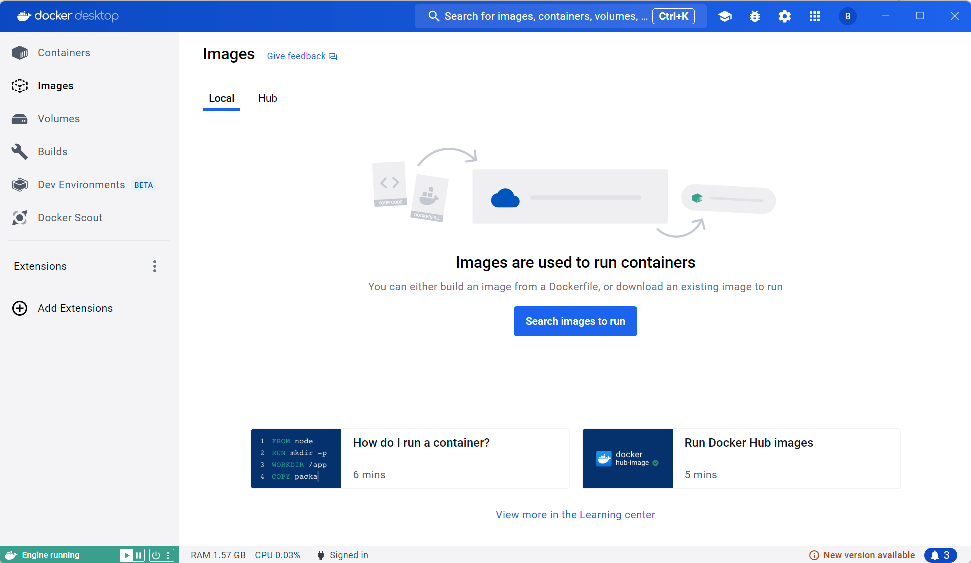 docker desktop
Search for images, containers, volumes, ... Ctrl+K
B
Containers
Images
Volumes
Builds
Dev Environments BETA
Docker Scout
Extensions
Add Extensions
Images Give feedback
Local Hub
Images are used to run containers
You can either build an image from a Dockerfile, or download an existing image to run
Search images to run
1 FROM node
2 RUN mkdir -p
3 WORKDIR /app
4 COPY packa
How do I run a container?
6 mins
docker
hub-image
Run Docker Hub images
5 mins
View more in the Learning center
Engine running
RAM 1.57 GB CPU 0.03% Signed in
New version available 3